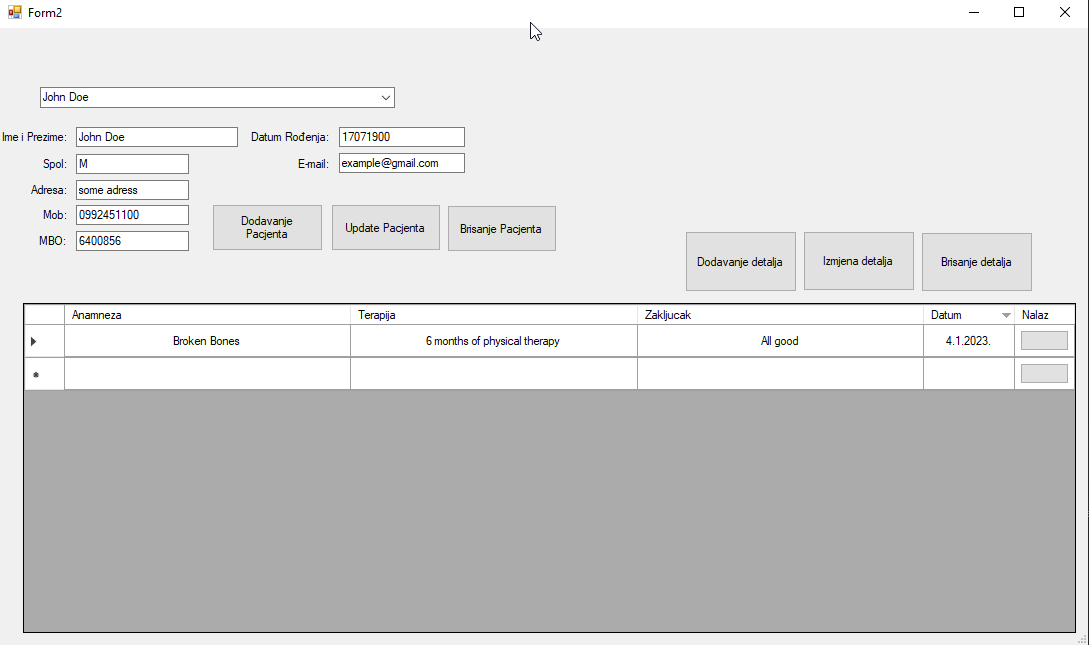 Form2
John Doe
Ime i Prezime: John Doe Datum Rođenja: 17071900
Spol: M E-mail: example@gmail.com
Adresa: some adress
Mob: 0992451100
MBO: 6400856
Dodavanje
Pacjenta
Update Pacjenta
Brisanje Pacjenta
Dodavanje detalja
Izmjena detalja
Brisanje detalja
Anamneza Terapija Zakljucak Datum Nalaz
Broken Bones 6 months of physical therapy All good 4.1.2023.